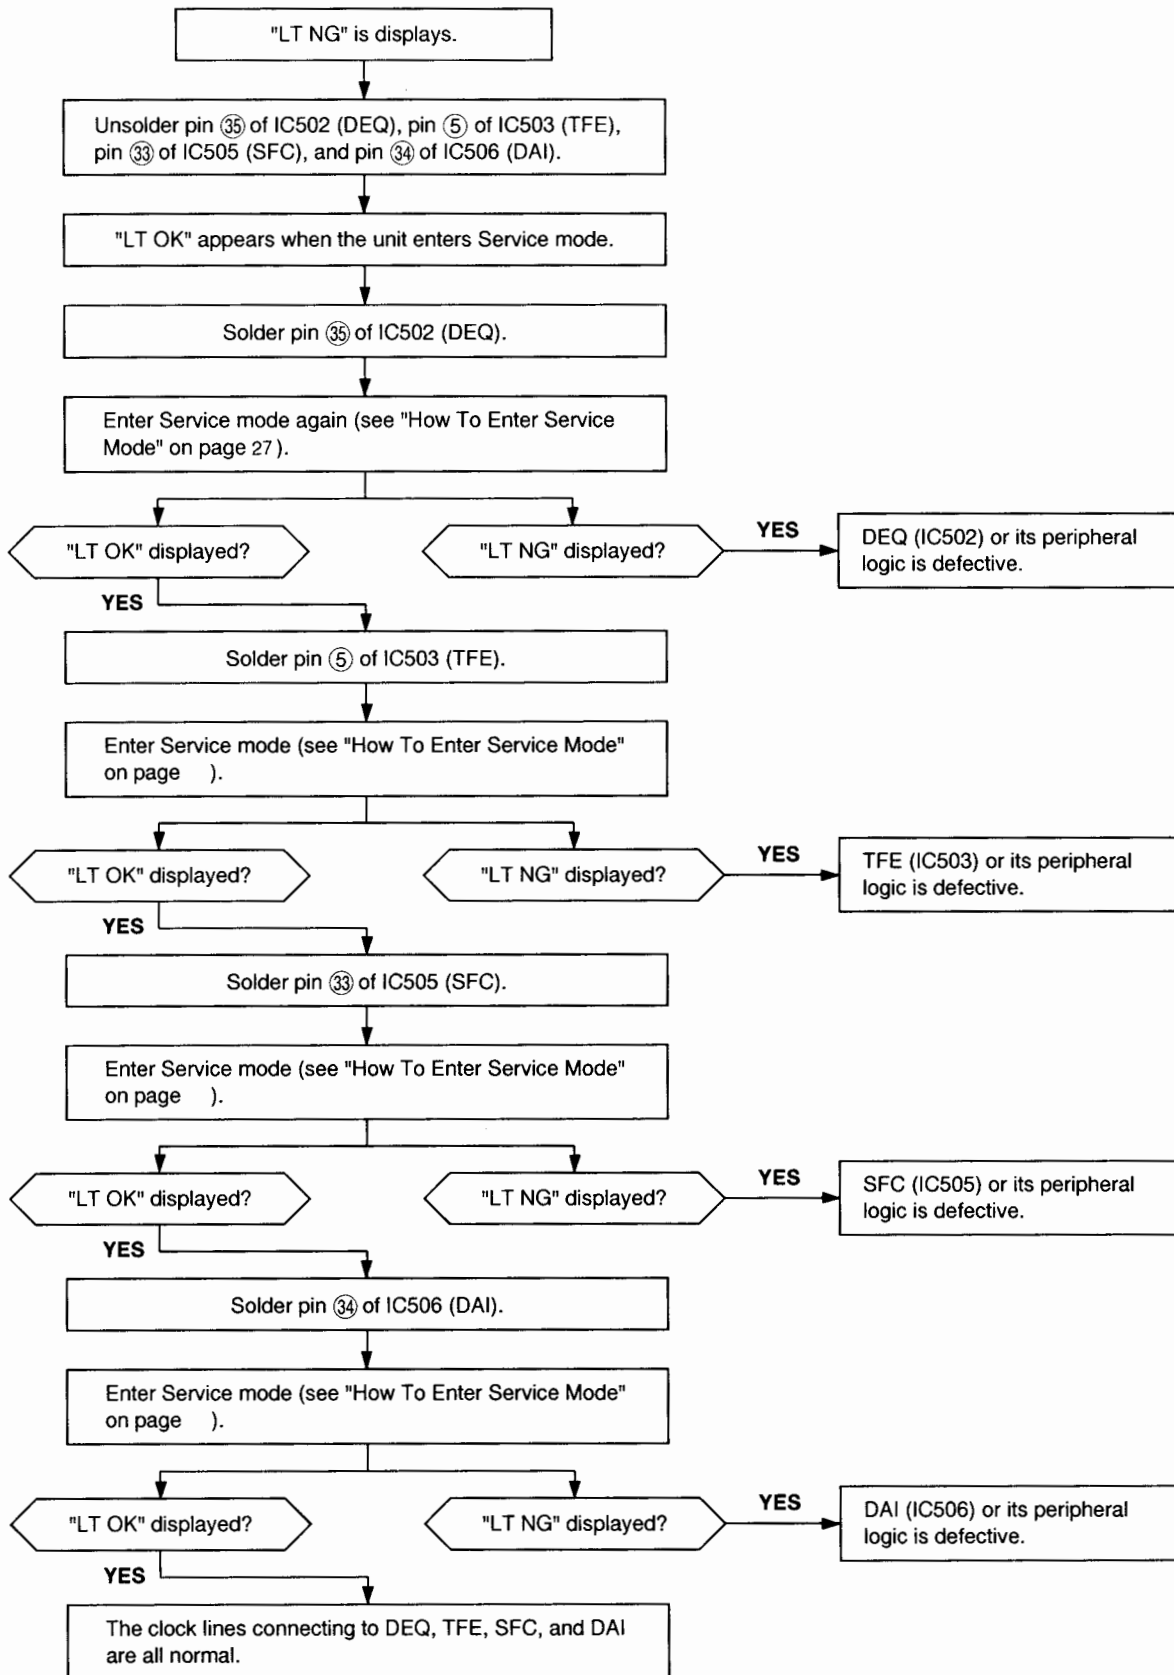 "LT NG" is displays.
Unsolder pin ㉟ of IC502 (DEQ), pin ⑤ of IC503 (TFE),
pin ㉝ of IC505 (SFC), and pin ㉞ of IC506 (DAI).
"LT OK" appears when the unit enters Service mode.
Solder pin ㉟ of IC502 (DEQ).
Enter Service mode again (see "How To Enter Service
Mode" on page 27).
"LT OK" displayed?
"LT NG" displayed?
YES
DEQ (IC502) or its peripheral
logic is defective.
YES
Solder pin ⑤ of IC503 (TFE).
Enter Service mode (see "How To Enter Service Mode"
on page    ).
"LT OK" displayed?
"LT NG" displayed?
YES
TFE (IC503) or its peripheral
logic is defective.
YES
Solder pin ㉝ of IC505 (SFC).
Enter Service mode (see "How To Enter Service Mode"
on page    ).
"LT OK" displayed?
"LT NG" displayed?
YES
SFC (IC505) or its peripheral
logic is defective.
YES
Solder pin ㉞ of IC506 (DAI).
Enter Service mode (see "How To Enter Service Mode"
on page    ).
"LT OK" displayed?
"LT NG" displayed?
YES
DAI (IC506) or its peripheral
logic is defective.
YES
The clock lines connecting to DEQ, TFE, SFC, and DAI
are all normal.